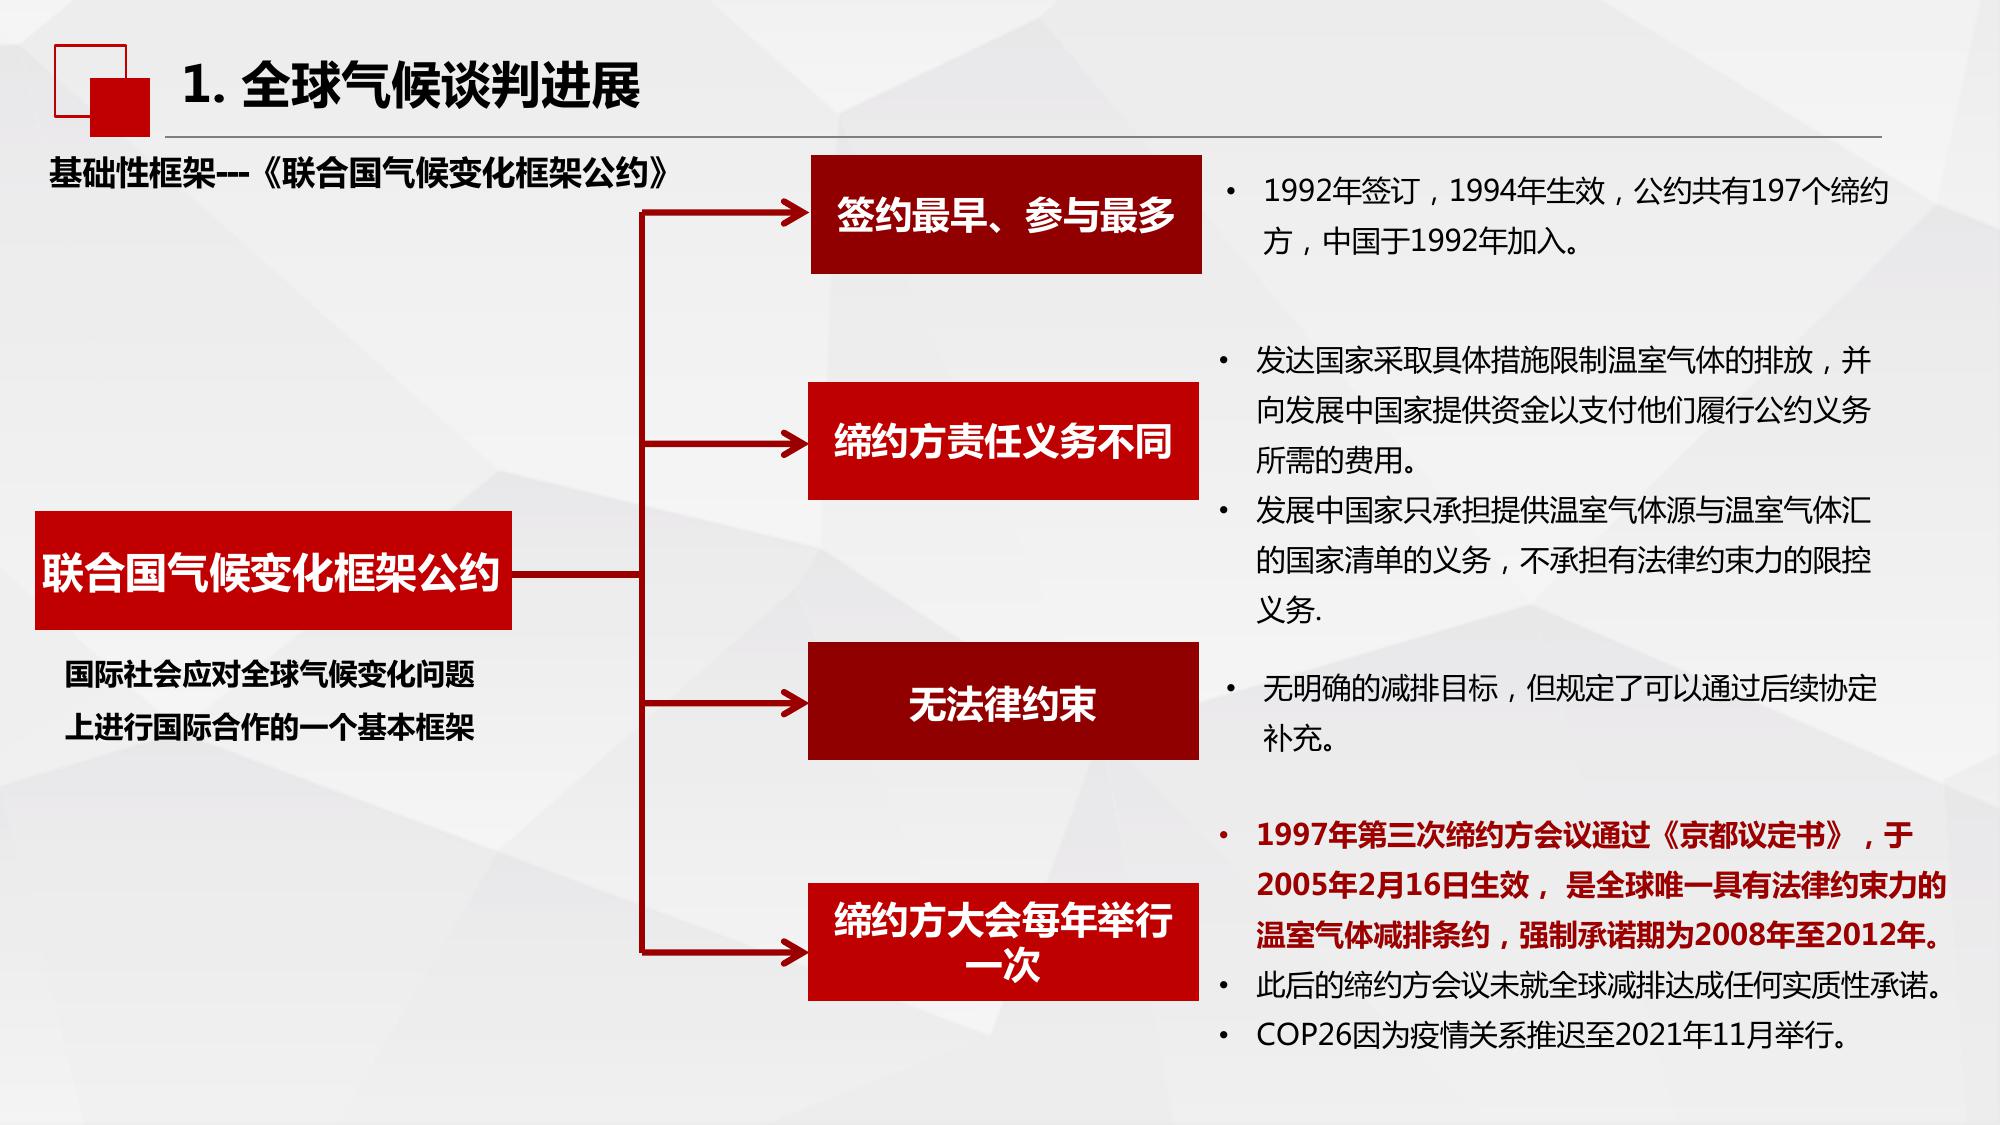 1. 全球气候谈判进展
基础性框架---《联合国气候变化框架公约》
联合国气候变化框架公约
国际社会应对全球气候变化问题
上进行国际合作的一个基本框架
签约最早、参与最多
• 1992年签订，1994年生效，公约共有197个缔约
方，中国于1992年加入。
缔约方责任义务不同
• 发达国家采取具体措施限制温室气体的排放，并
向发展中国家提供资金以支付他们履行公约义务
所需的费用。
• 发展中国家只承担提供温室气体源与温室气体汇
的国家清单的义务，不承担有法律约束力的限控
义务.
无法律约束
• 无明确的减排目标，但规定了可以通过后续协定
补充。
缔约方大会每年举行
一次
• 1997年第三次缔约方会议通过《京都议定书》，于
2005年2月16日生效， 是全球唯一具有法律约束力的
温室气体减排条约，强制承诺期为2008年至2012年。
• 此后的缔约方会议未就全球减排达成任何实质性承诺。
• COP26因为疫情关系推迟至2021年11月举行。